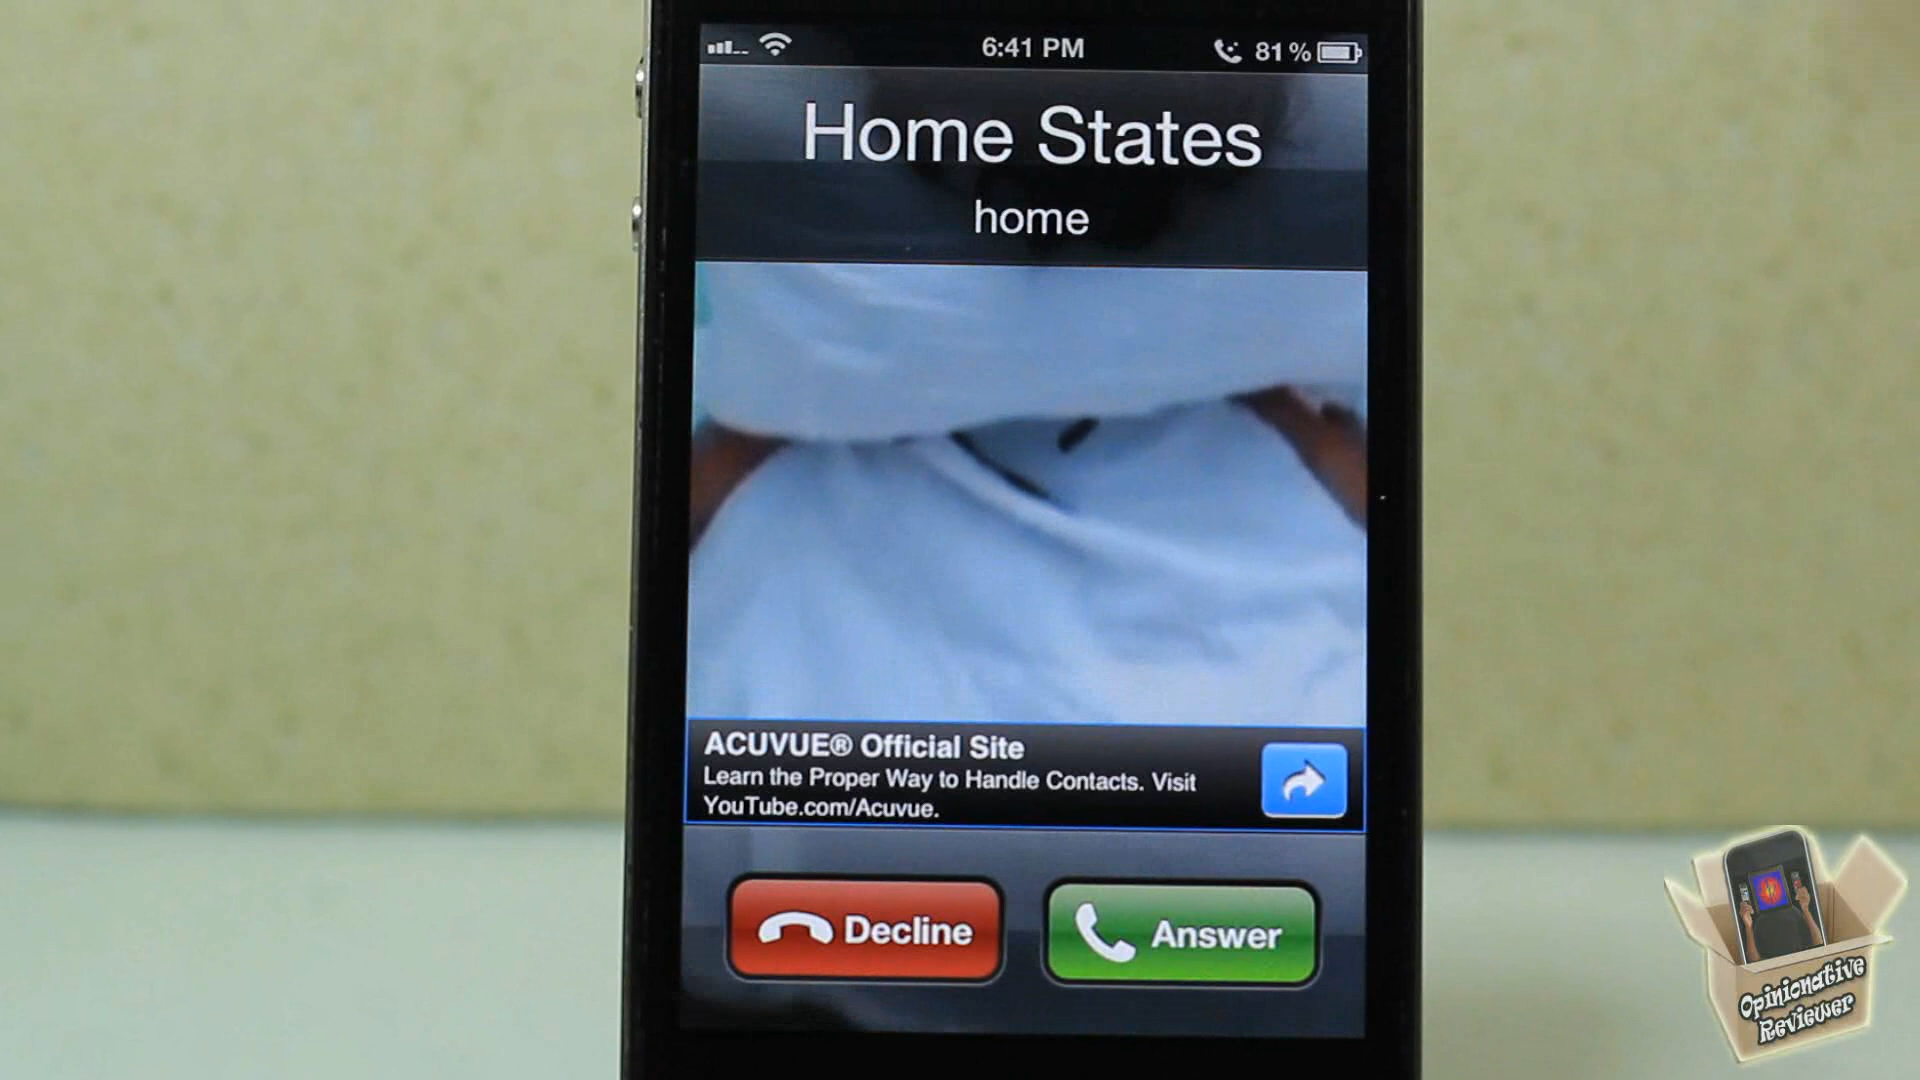 6:41 PM
81%
Home States
home
ACUVUE® Official Site
Learn the Proper Way to Handle Contacts. Visit
YouTube.com/Acuvue.
Decline
Answer
Opinionative
Reviewer